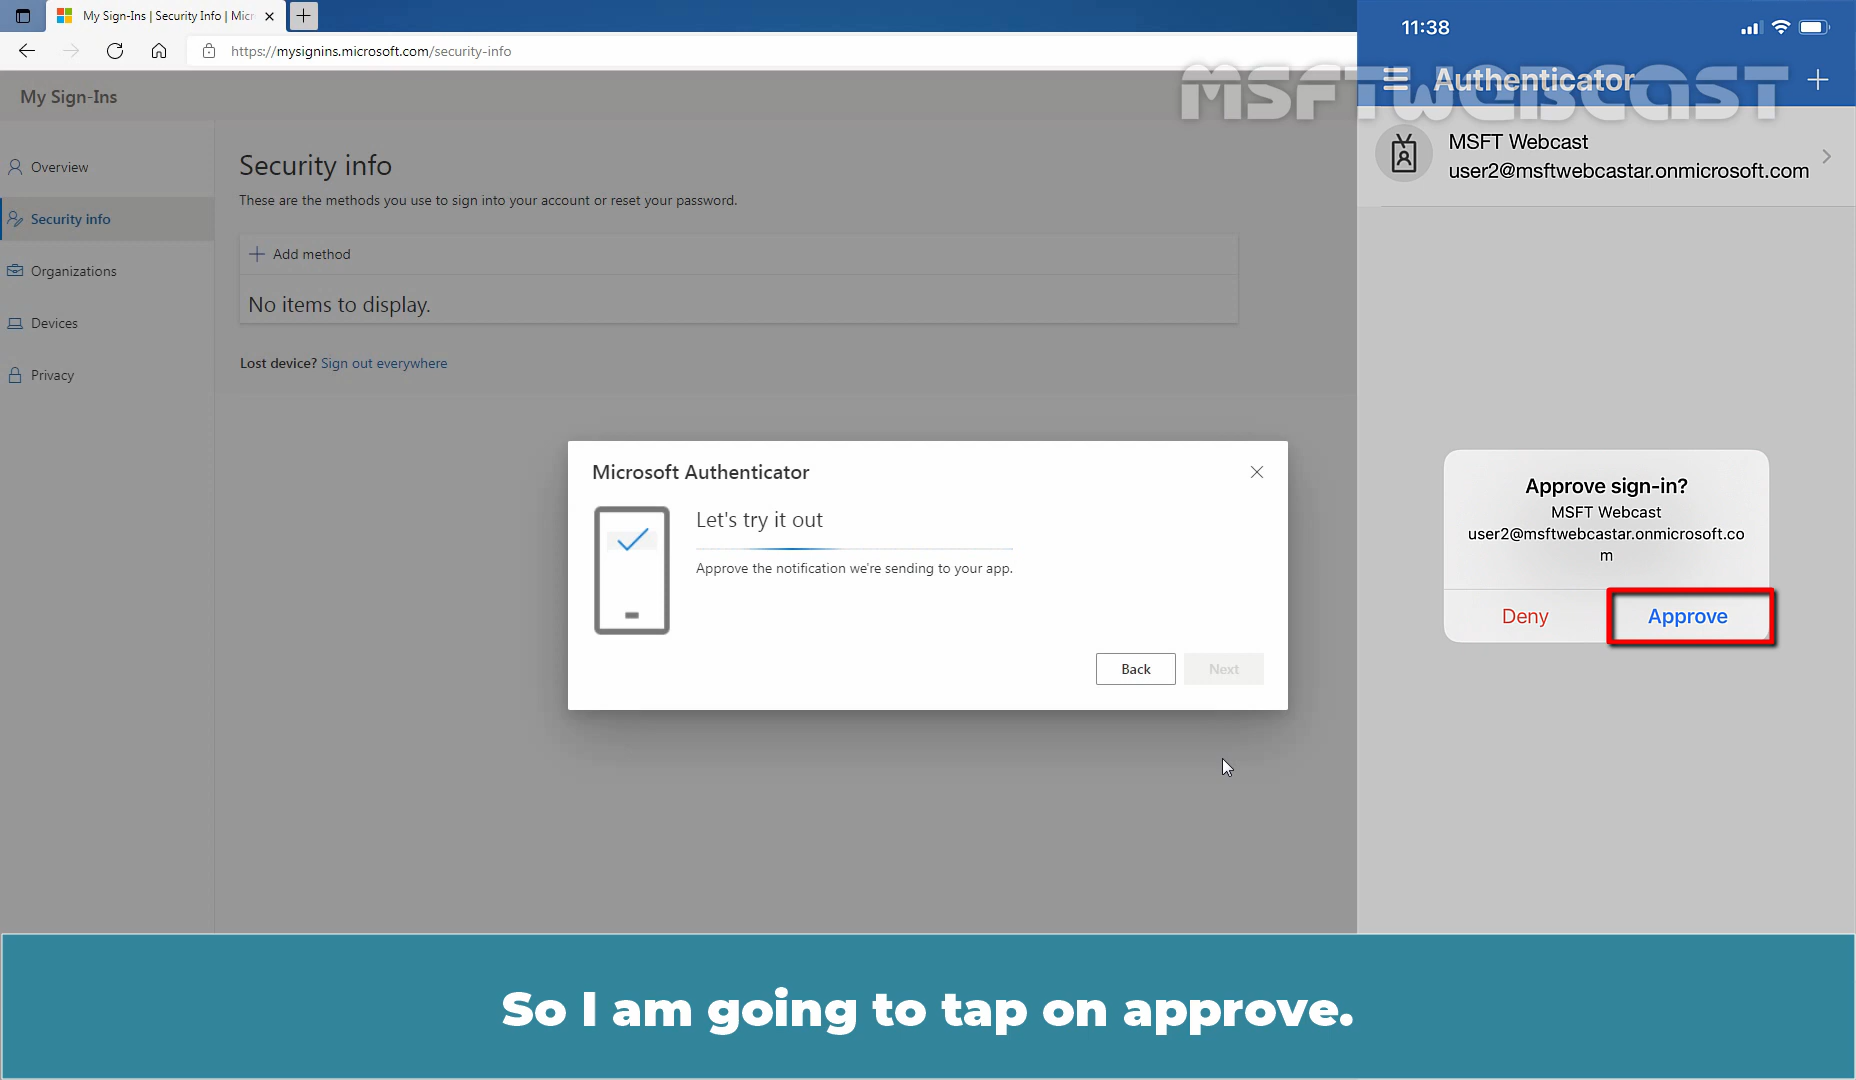 My Sign-Ins | Security Info | Micr
https://mysignins.microsoft.com/security-info
My Sign-Ins
Overview
Security info
Organizations
Devices
Privacy
Security info
These are the methods you use to sign into your account or reset your password.
Add method
No items to display.
Lost device? Sign out everywhere
Microsoft Authenticator
Let's try it out
Approve the notification we're sending to your app.
Back
Next
11:38
MSFTWEBCAST
Authenticator
MSFT Webcast
user2@msftwebcastar.onmicrosoft.com
Approve sign-in?
MSFT Webcast
user2@msftwebcastar.onmicrosoft.co
m
Deny
Approve
So I am going to tap on approve.